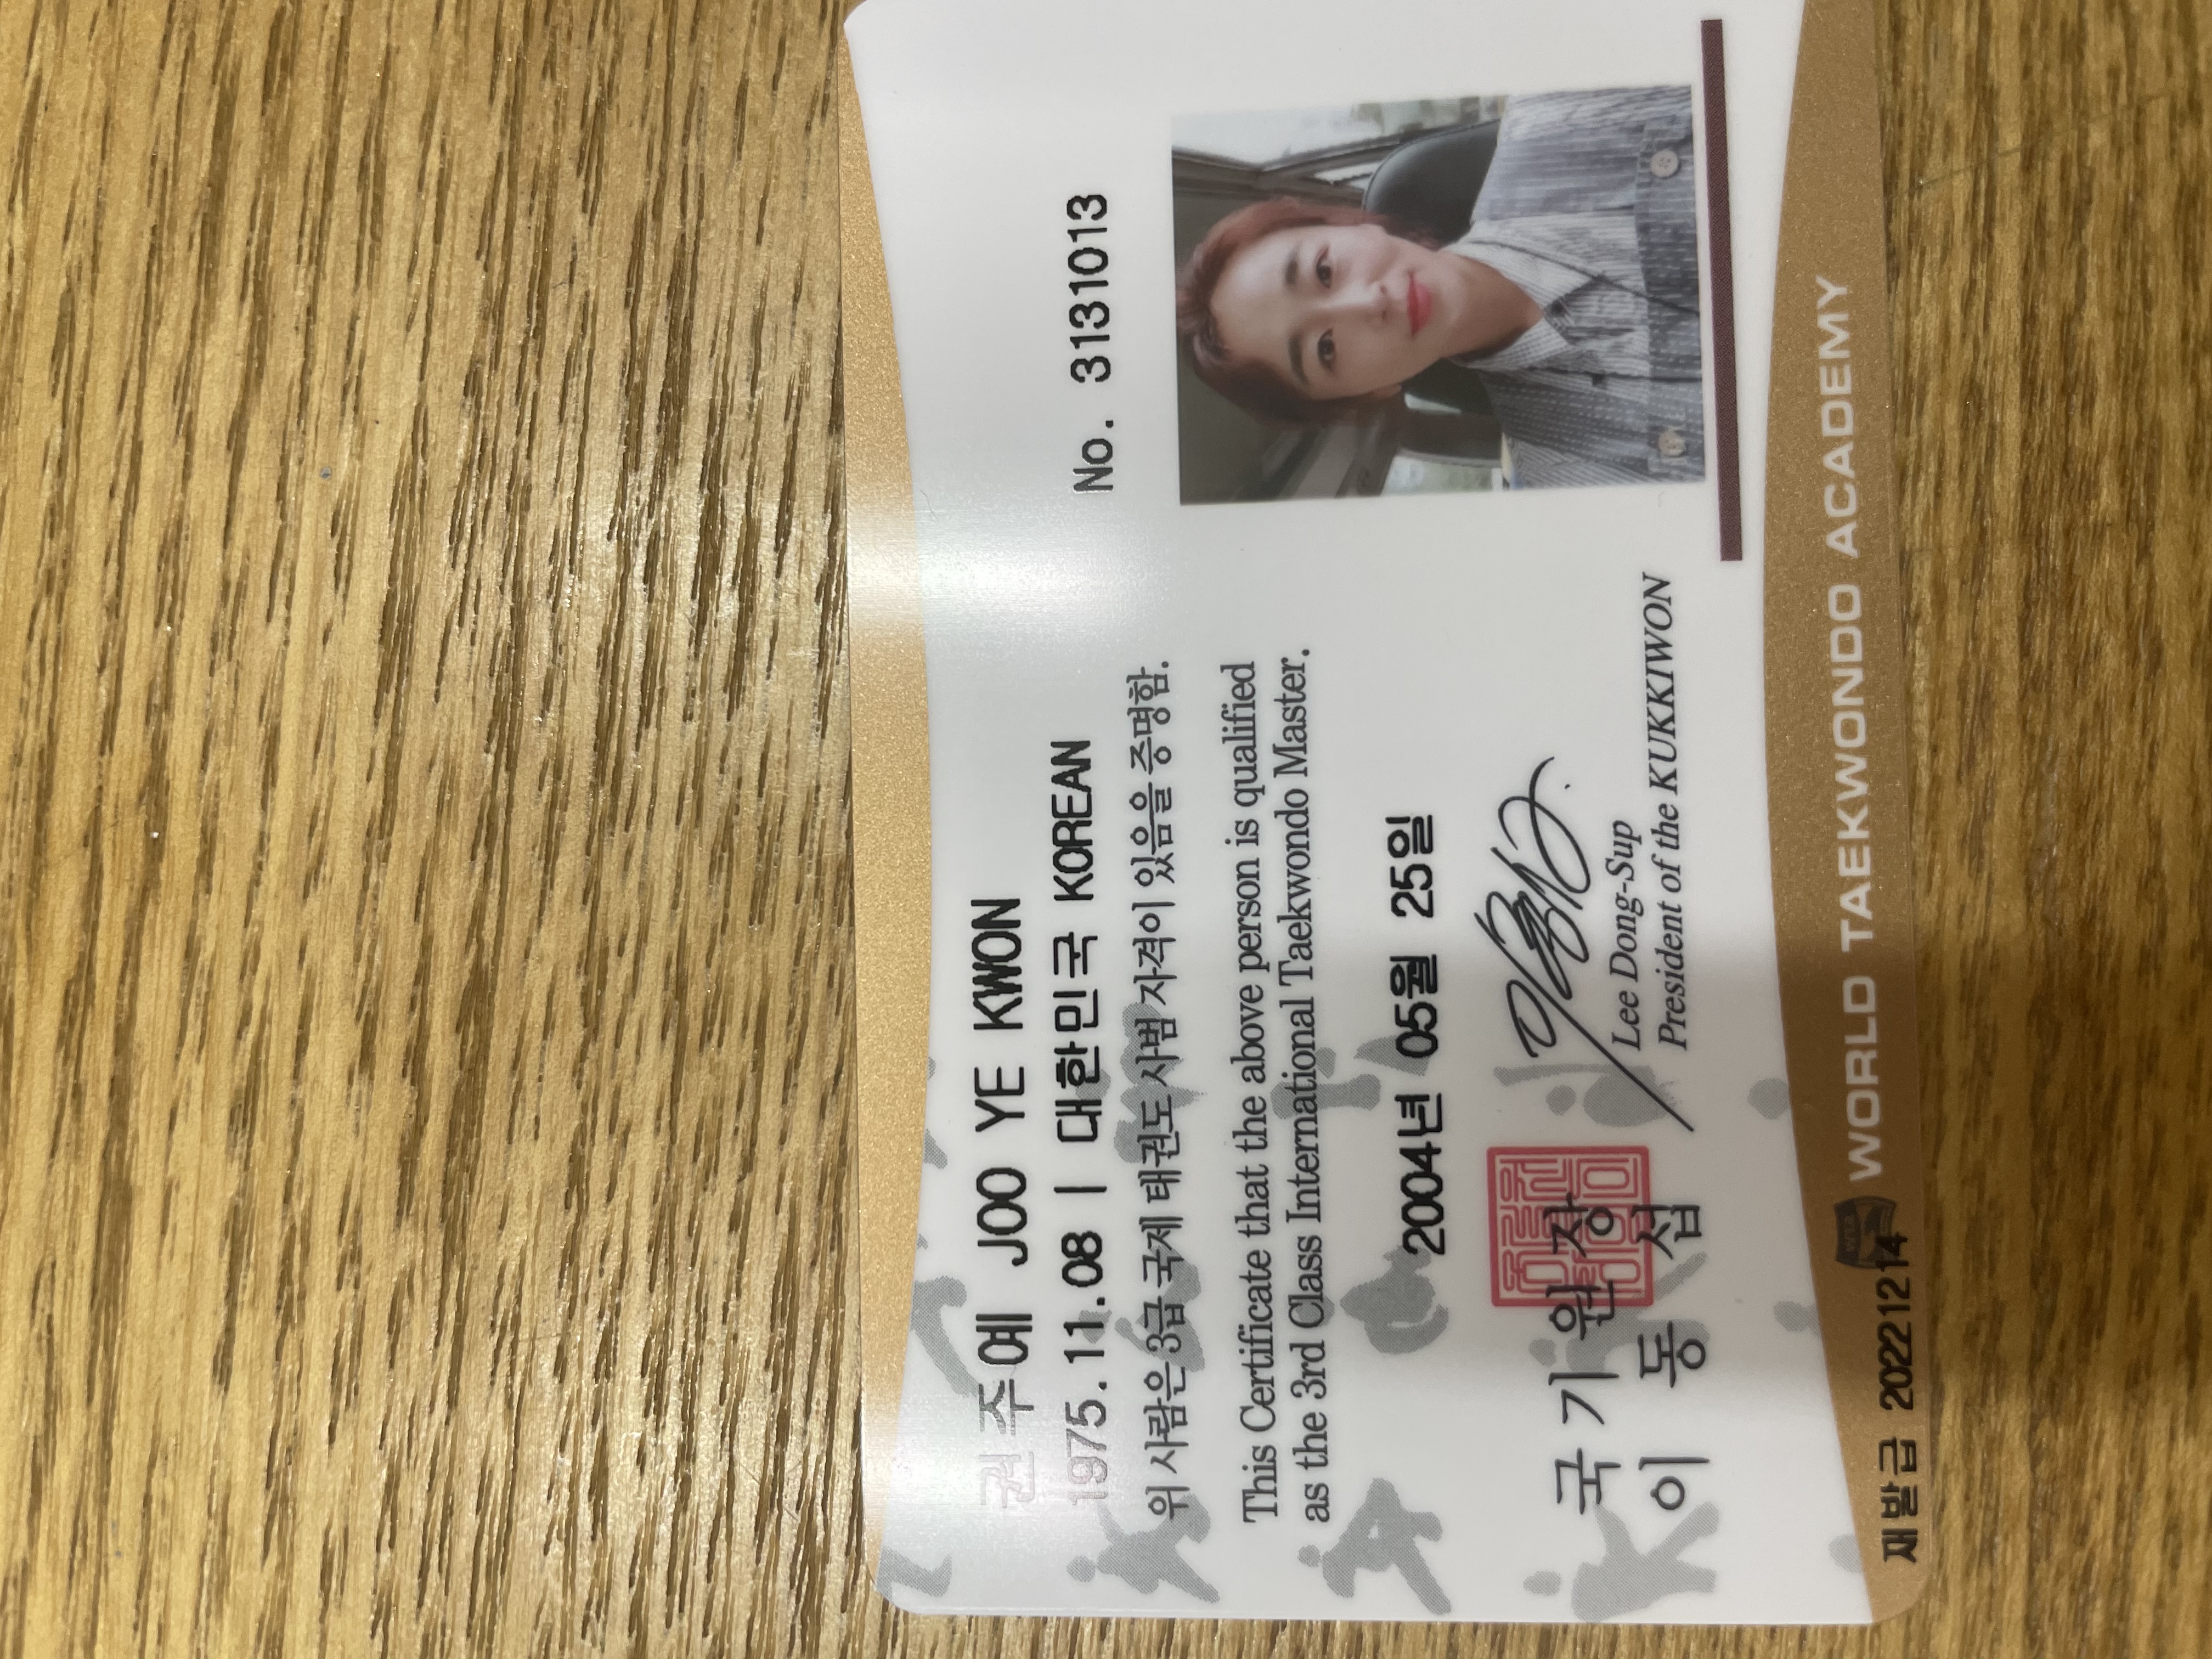 권주예 JOO YE KWON
1975.11.08 | 대한민국 KOREAN
No. 3131013
위 사람은 3급 국제 태권도 사범 자격이 있음을 증명함.
This Certificate that the above person is qualified
as the 3rd Class International Taekwondo Master.
2004년 05월 25일
국기원장
이동섭
Lee Dong-Sup
President of the KUKKIWON
WORLD TAEKWONDO ACADEMY
재발급 20221214